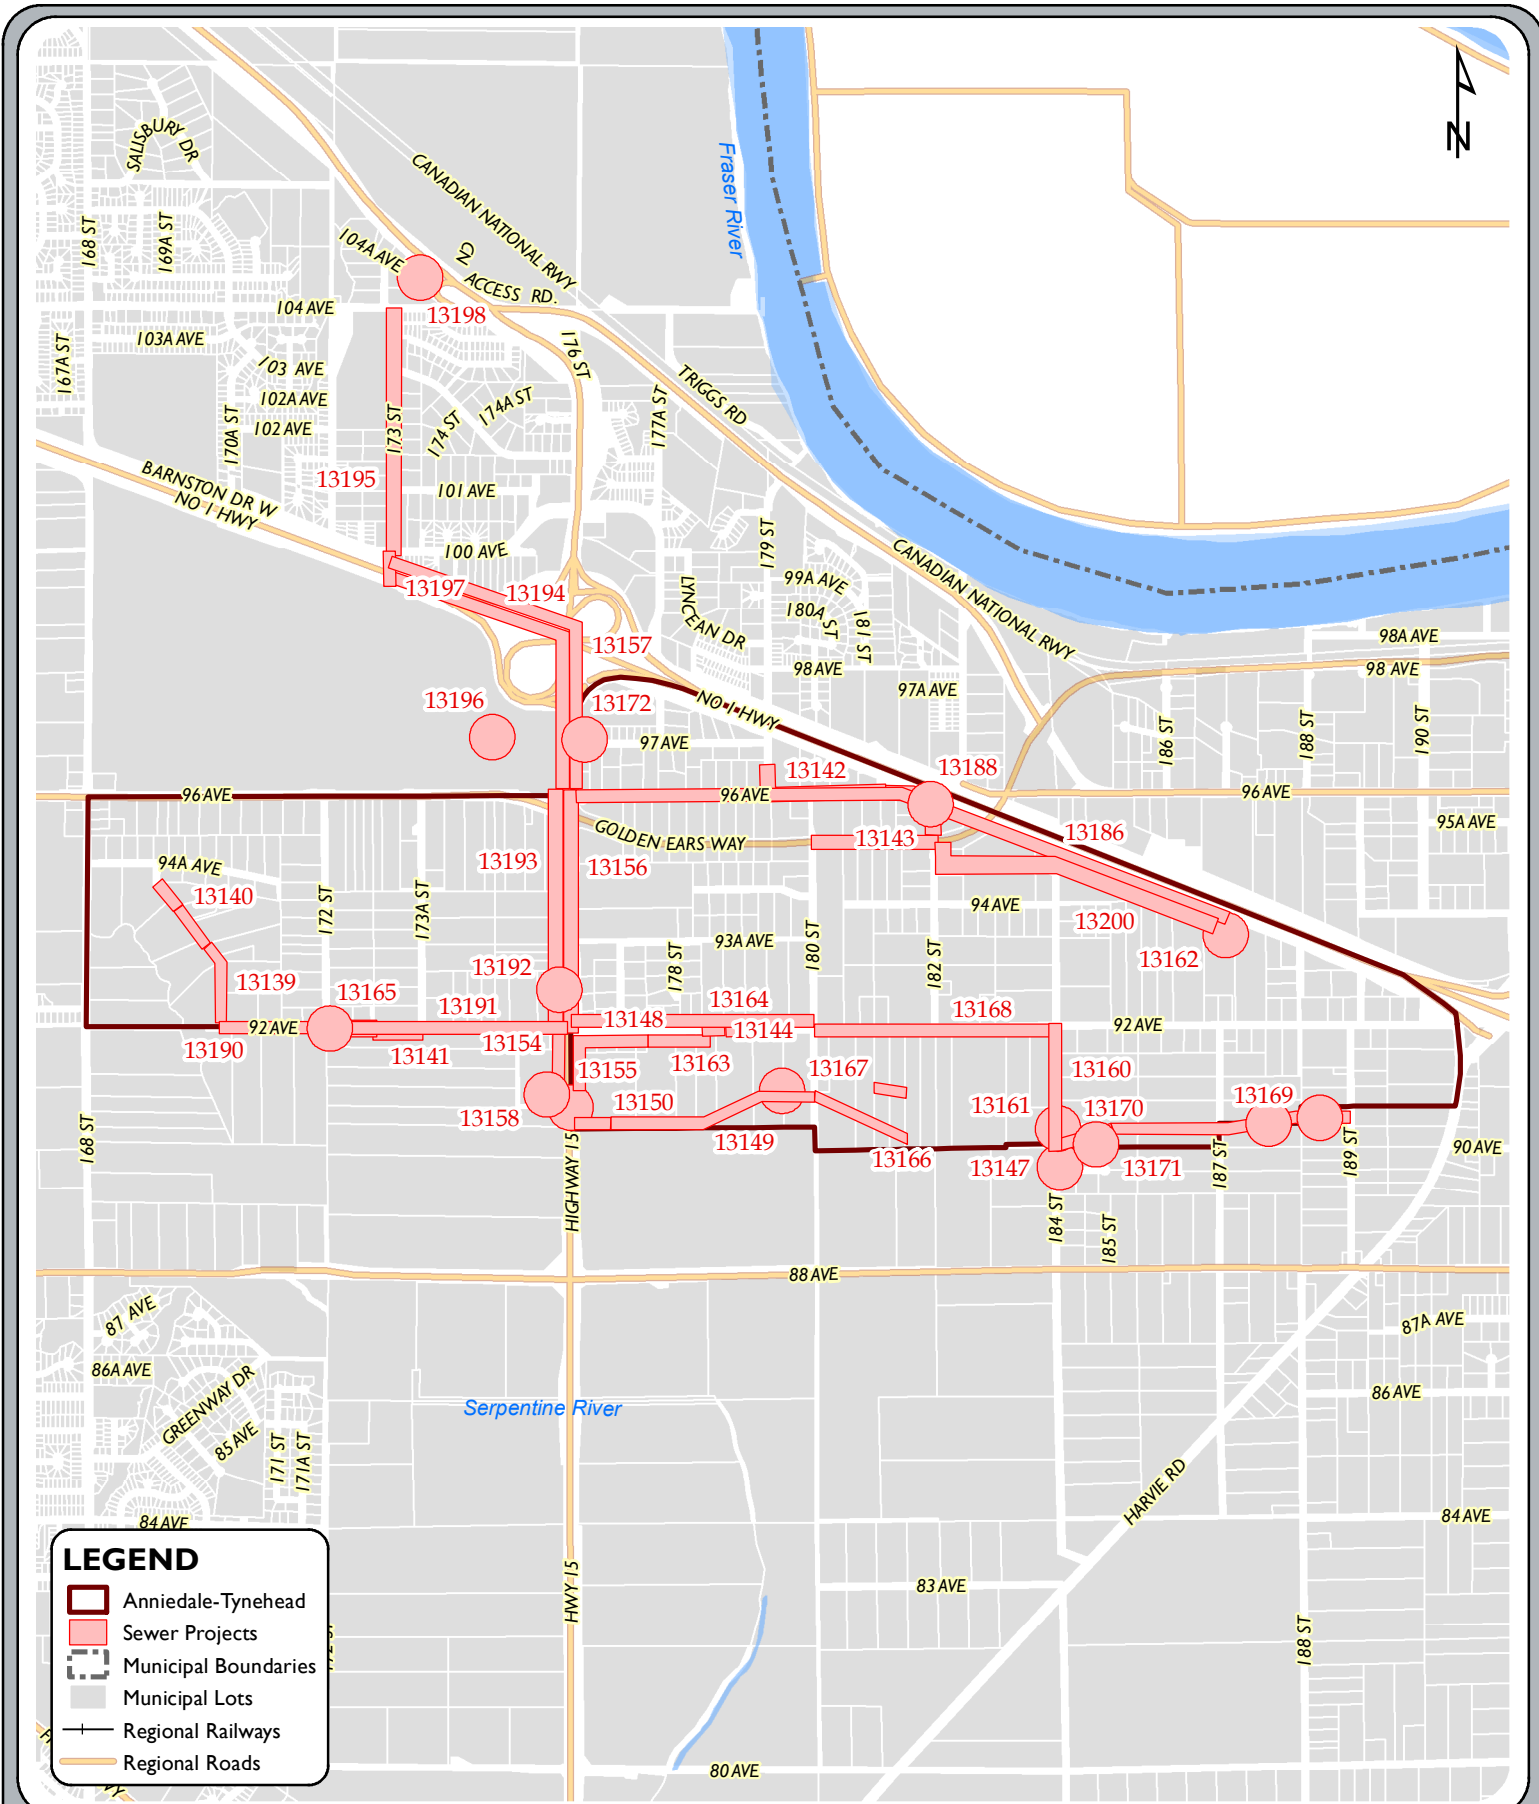 N
SALISBURY DR
CANADIAN NATIONAL RWY
Fraser River
168 ST
169A ST
104A AVE
CN ACCESS RD.
13198
104 AVE
103A AVE
167A ST
103 AVE
176 ST
102A AVE
174A ST
TRIGGS RD
177A ST
170A ST
102 AVE
173 ST
174 ST
BARNSTON DR W
NO 1 HWY
13195
101 AVE
179 ST
100 AVE
CANADIAN NATIONAL RWY
13197
13194
99A AVE
180A ST
181 ST
LYNCEAN DR
13157
98A AVE
98 AVE
98 AVE
97A AVE
13196
13172
NO 1 HWY
97 AVE
186 ST
188 ST
190 ST
13142
13188
96 AVE
96 AVE
96 AVE
GOLDEN EARS WAY
13143
13186
95A AVE
13193
13156
94A AVE
13140
172 ST
173A ST
94 AVE
13200
93A AVE
180 ST
182 ST
178 ST
13162
13192
13139
13165
13191
13164
13168
92 AVE
13148
13144
92 AVE
13190
13141
13154
13163
13155
13167
13160
13158
13150
13161
13170
13169
168 ST
13149
13166
13147
13171
187 ST
189 ST
90 AVE
HIGHWAY 15
184 ST
185 ST
88 AVE
87 AVE
87A AVE
86A AVE
GREENWAY DR
86 AVE
Serpentine River
85 AVE
171 ST
171A ST
HARVIE RD
84 AVE
84 AVE
HWY 15
83 AVE
188 ST
80 AVE
LEGEND
Anniedale-Tynehead
Sewer Projects
Municipal Boundaries
Municipal Lots
Regional Railways
Regional Roads